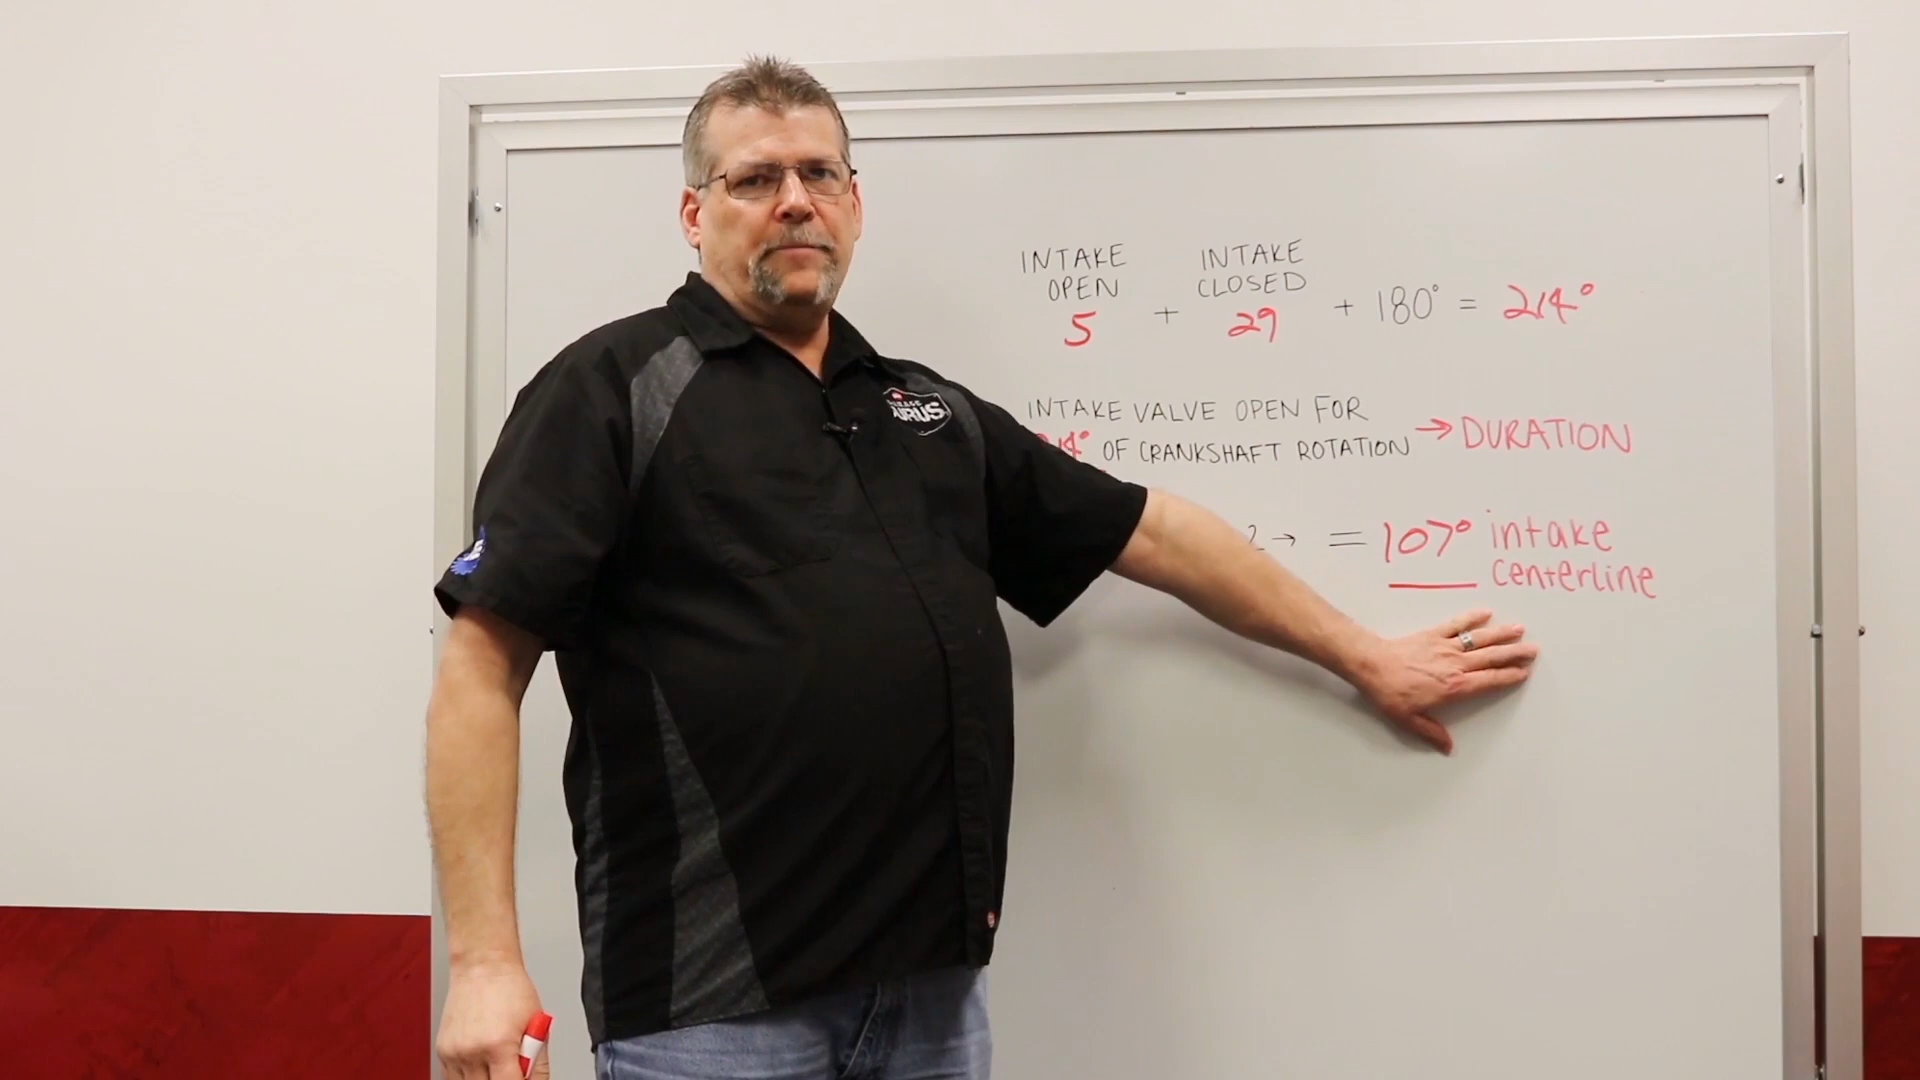 INTAKE
OPEN
5
+
INTAKE
CLOSED
29
+ 180° = 214°
INTAKE VALVE OPEN FOR
OF CRANKSHAFT ROTATION → DURATION
2 → = 107° intake
centerline